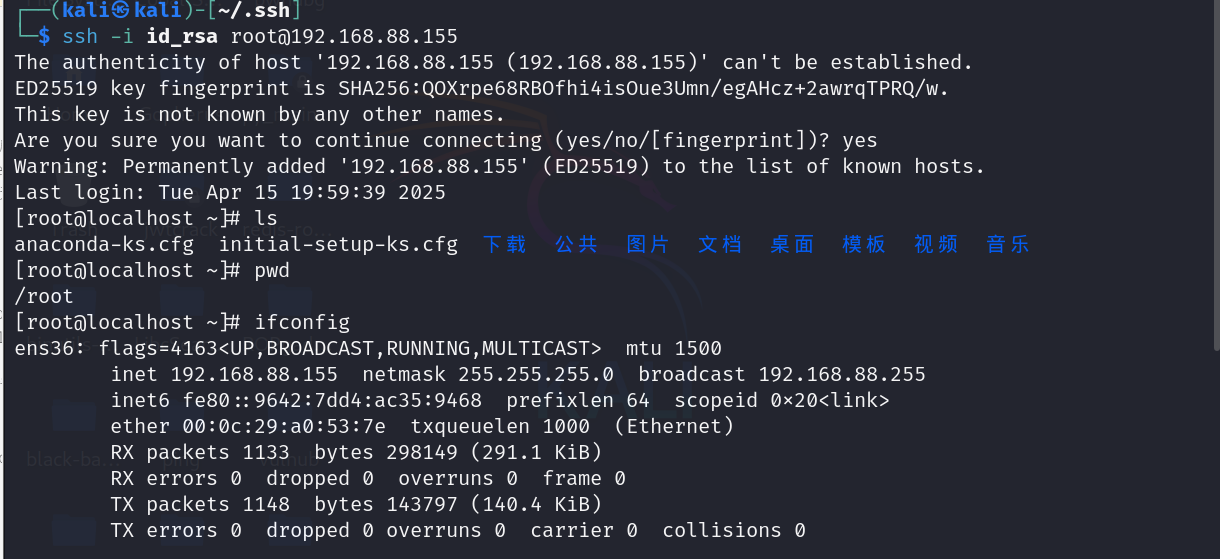 ┌──(kali㉿kali)-[~/.ssh]
└─$ ssh -i id_rsa root@192.168.88.155
The authenticity of host '192.168.88.155 (192.168.88.155)' can't be established.
ED25519 key fingerprint is SHA256:QOXrpe68RBOfhi4isOue3Umn/egAHcz+2awrqTPRQ/w.
This key is not known by any other names.
Are you sure you want to continue connecting (yes/no/[fingerprint])? yes
Warning: Permanently added '192.168.88.155' (ED25519) to the list of known hosts.
Last login: Tue Apr 15 19:59:39 2025
[root@localhost ~]# ls
anaconda-ks.cfg  initial-setup-ks.cfg  下载  公共  图片  文档  桌面  模板  视频  音乐
[root@localhost ~]# pwd
/root
[root@localhost ~]# ifconfig
ens36: flags=4163<UP,BROADCAST,RUNNING,MULTICAST>  mtu 1500
        inet 192.168.88.155  netmask 255.255.255.0  broadcast 192.168.88.255
        inet6 fe80::9642:7dd4:ac35:9468  prefixlen 64  scopeid 0x20<link>
        ether 00:0c:29:a0:53:7e  txqueuelen 1000  (Ethernet)
        RX packets 1133  bytes 298149 (291.1 KiB)
        RX errors 0  dropped 0  overruns 0  frame 0
        TX packets 1148  bytes 143797 (140.4 KiB)
        TX errors 0  dropped 0 overruns 0  carrier 0  collisions 0